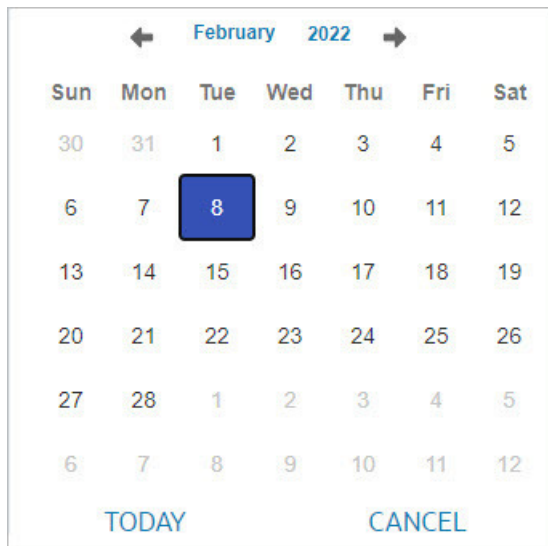 February 2022
Sun Mon Tue Wed Thu Fri Sat
30 31 1 2 3 4 5
6 7 8 9 10 11 12
13 14 15 16 17 18 19
20 21 22 23 24 25 26
27 28 1 2 3 4 5
6 7 8 9 10 11 12
TODAY CANCEL